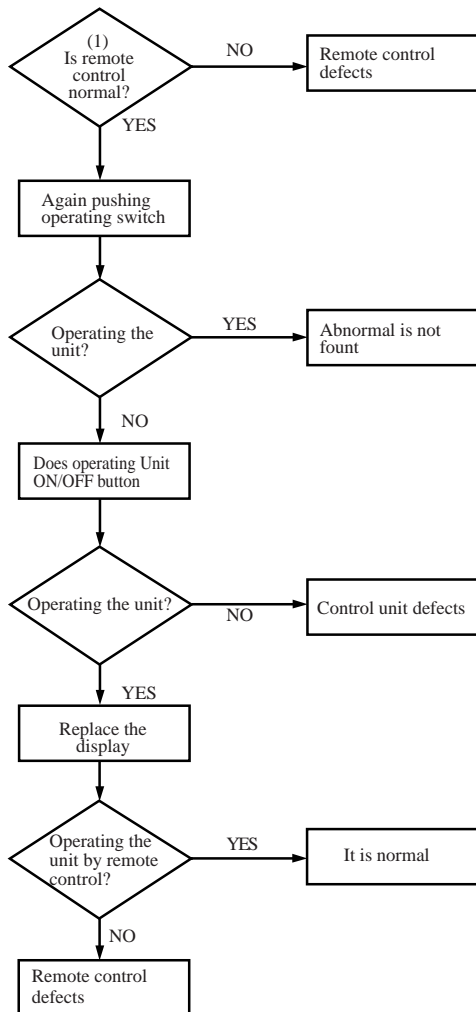 (1)
Is remote
control
normal?
NO
Remote control
defects
YES
Again pushing
operating switch
Operating the
unit?
YES
Abnormal is not
fount
NO
Does operating Unit
ON/OFF button
Operating the unit?
NO
Control unit defects
YES
Replace the
display
Operating the
unit by remote
control?
YES
It is normal
NO
Remote control
defects